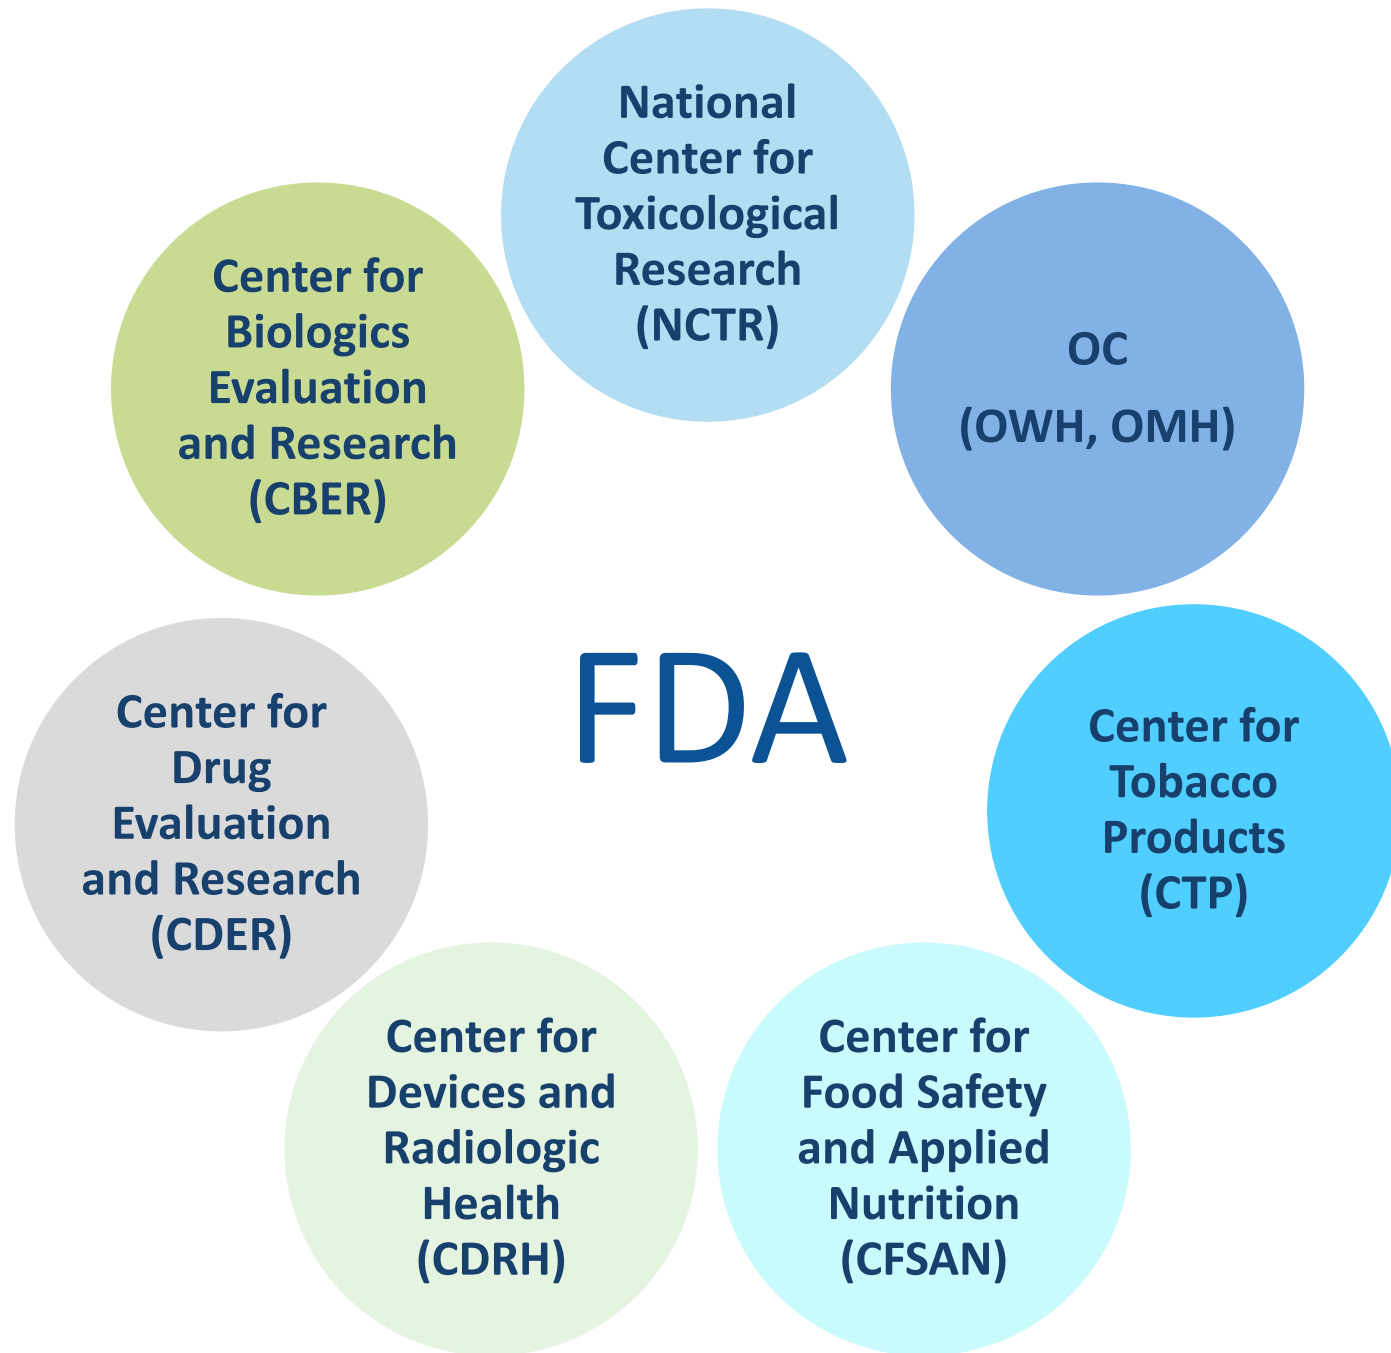 National
Center for
Toxicological
Research
(NCTR)
OC
(OWH, OMH)
Center for
Tobacco
Products
(CTP)
Center for
Food Safety
and Applied
Nutrition
(CFSAN)
Center for
Devices and
Radiologic
Health
(CDRH)
Center for
Drug
Evaluation
and Research
(CDER)
Center for
Biologics
Evaluation
and Research
(CBER)
FDA